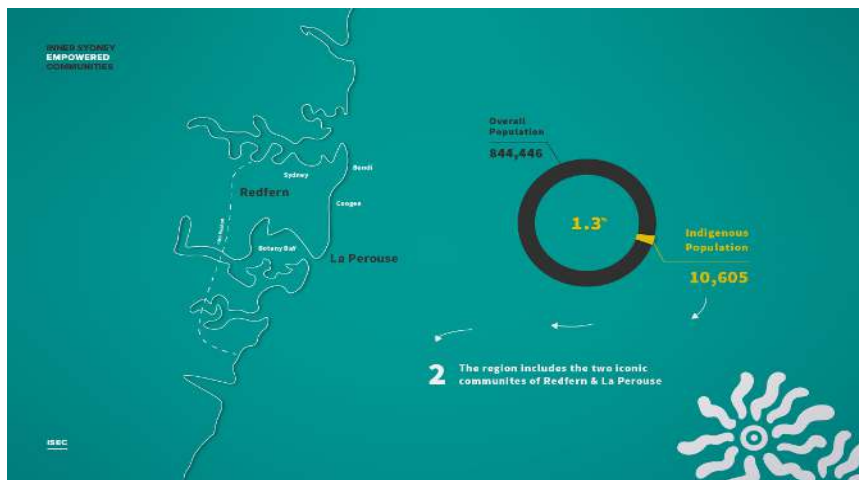 INNER SYDNEY
EMPOWERED
COMMUNITIES
Overall
Population
844,446
Bondi
Sydney
Redfern
Coogee
1.3%
Indigenous
Population
Botany Bay
La Perouse
10,605
2
The region includes the two iconic
communites of Redfern & La Perouse
ISEC